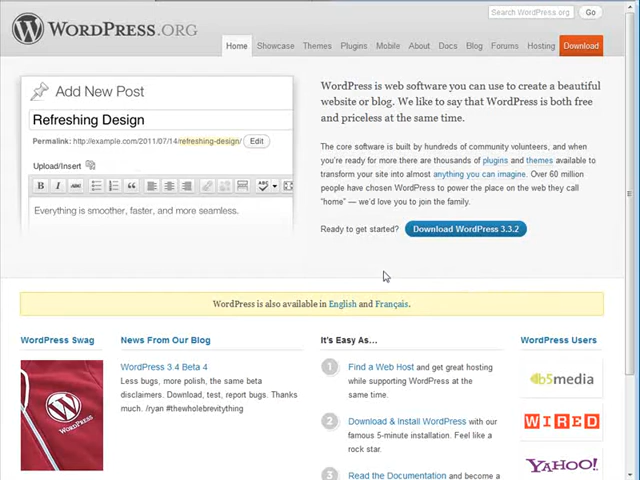 Search WordPress.org
Go
WORDPRESS.ORG
Home Showcase Themes Plugins Mobile About Docs Blog Forums Hosting Download
Add New Post
Refreshing Design
Permalink: http://example.com/2011/07/14/refreshing-design/ Edit
Upload/Insert
B I ABC
Everything is smoother, faster, and more seamless.
WordPress is web software you can use to create a beautiful
website or blog. We like to say that WordPress is both free
and priceless at the same time.
The core software is built by hundreds of community volunteers, and when
you're ready for more there are thousands of plugins and themes available to
transform your site into almost anything you can imagine. Over 60 million
people have chosen WordPress to power the place on the web they call
"home" — we'd love you to join the family.
Ready to get started? Download WordPress 3.3.2
WordPress is also available in English and Français.
WordPress Swag
WORDPRESS
News From Our Blog
WordPress 3.4 Beta 4
Less bugs, more polish, the same beta
disclaimers. Download, test, report bugs. Thanks
much. /ryan #thewholebrevitything
It's Easy As…
1 Find a Web Host and get great hosting
while supporting WordPress at the
same time.
2 Download & Install WordPress with our
famous 5-minute installation. Feel like a
rock star.
3 Read the Documentation and become a
WordPress Users
b5media
WIRED
YAHOO!